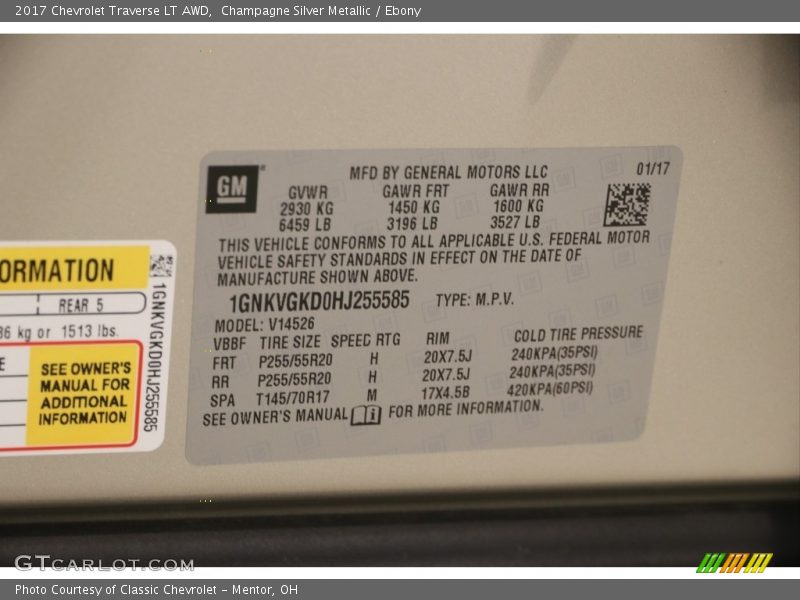 2017 Chevrolet Traverse LT AWD, Champagne Silver Metallic / Ebony
GM
MFD BY GENERAL MOTORS LLC 01/17
GVWR GAWR FRT GAWR RR
2930 KG 1450 KG 1600 KG
6459 LB 3196 LB 3527 LB
THIS VEHICLE CONFORMS TO ALL APPLICABLE U.S. FEDERAL MOTOR
VEHICLE SAFETY STANDARDS IN EFFECT ON THE DATE OF
MANUFACTURE SHOWN ABOVE.
1GNKVGKD0HJ255585 TYPE: M.P.V.
MODEL: V14526
VBBF TIRE SIZE SPEED RTG RIM COLD TIRE PRESSURE
FRT P255/55R20 H 20X7.5J 240KPA(35PSI)
RR P255/55R20 H 20X7.5J 240KPA(35PSI)
SPA T145/70R17 M 17X4.5B 420KPA(60PSI)
SEE OWNER'S MANUAL FOR MORE INFORMATION.
ORMATION
REAR 5
86 kg or 1513 lbs.
E
SEE OWNER'S
MANUAL FOR
ADDITIONAL
INFORMATION
1GNKVGKD0HJ255585
GTCARLOT.COM
Photo Courtesy of Classic Chevrolet - Mentor, OH